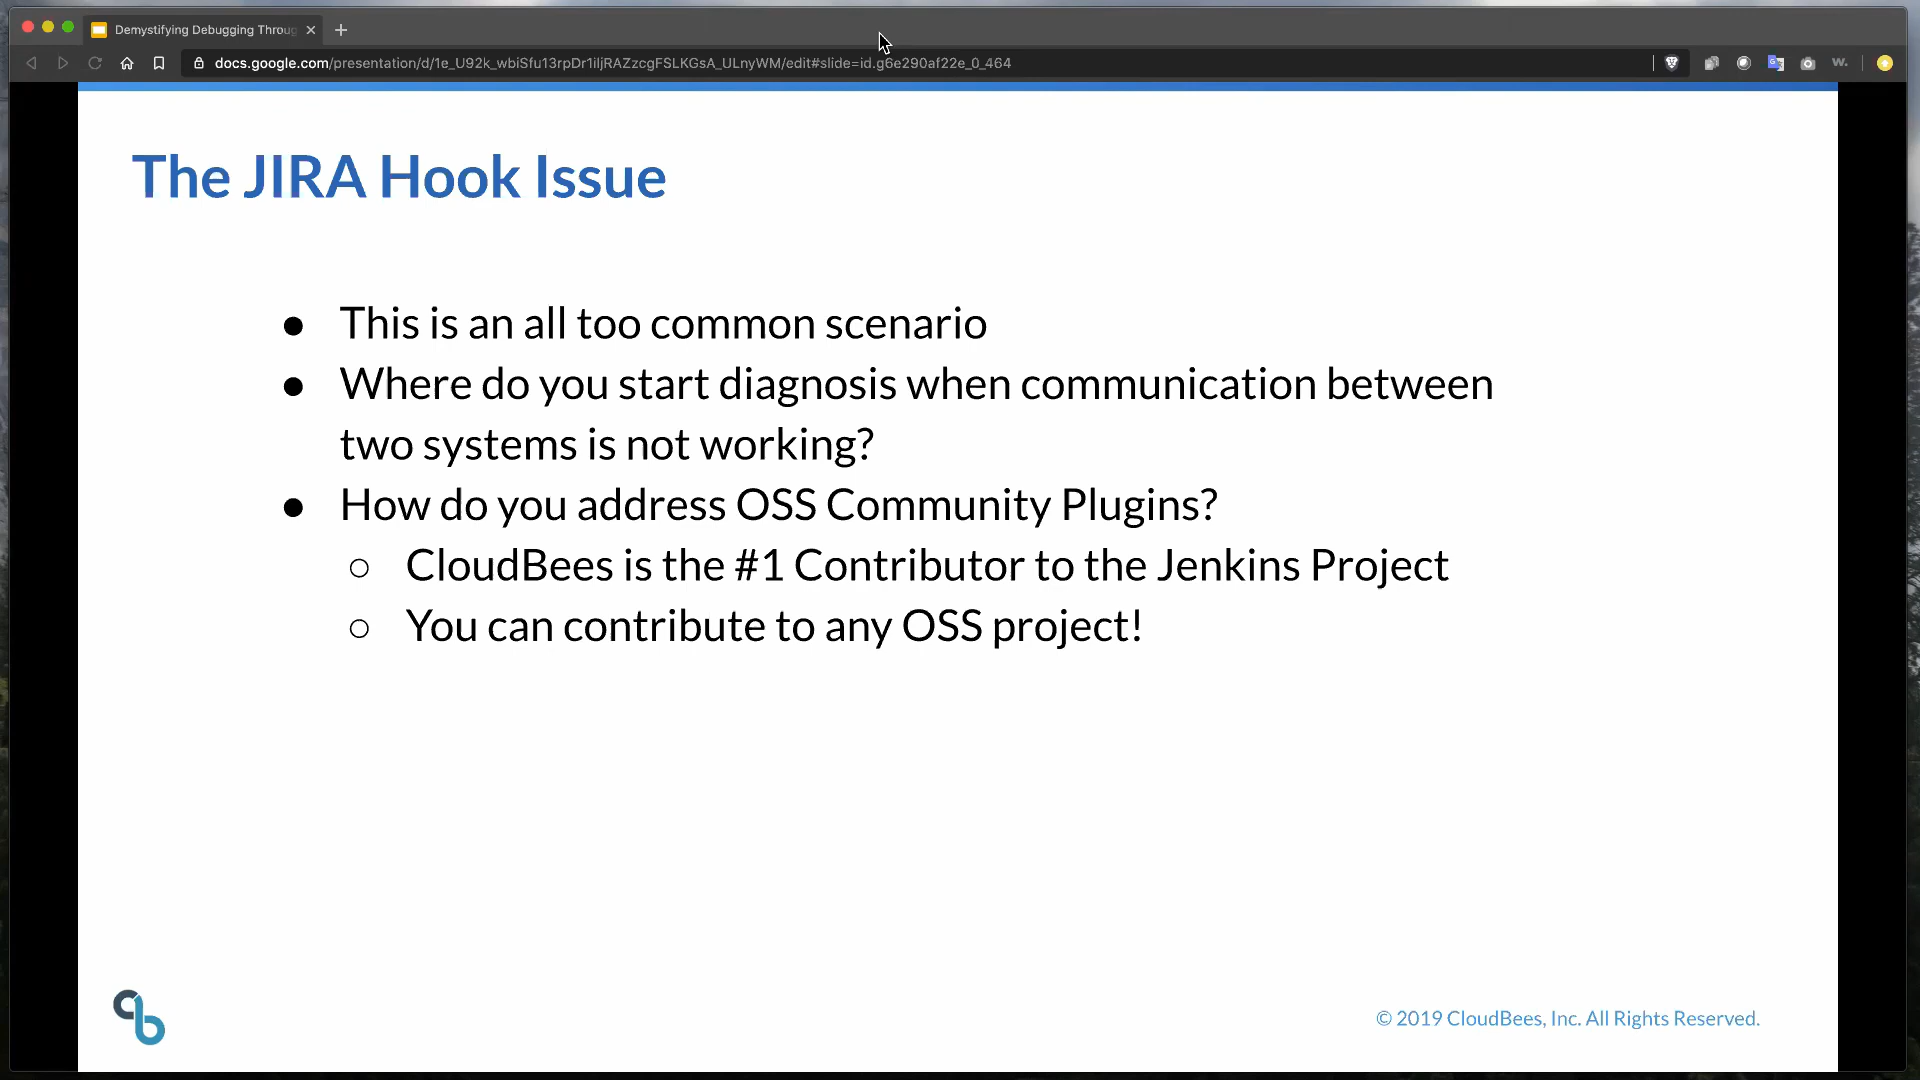 Demystifying Debugging Throu
docs.google.com/presentation/d/1e_U92k_wbiSfu13rpDr1iljRAZzcgFSLKGsA_ULnyWM/edit#slide=id.g6e290af22e_0_464
The JIRA Hook Issue
● This is an all too common scenario
● Where do you start diagnosis when communication between
two systems is not working?
● How do you address OSS Community Plugins?
○ CloudBees is the #1 Contributor to the Jenkins Project
○ You can contribute to any OSS project!
© 2019 CloudBees, Inc. All Rights Reserved.